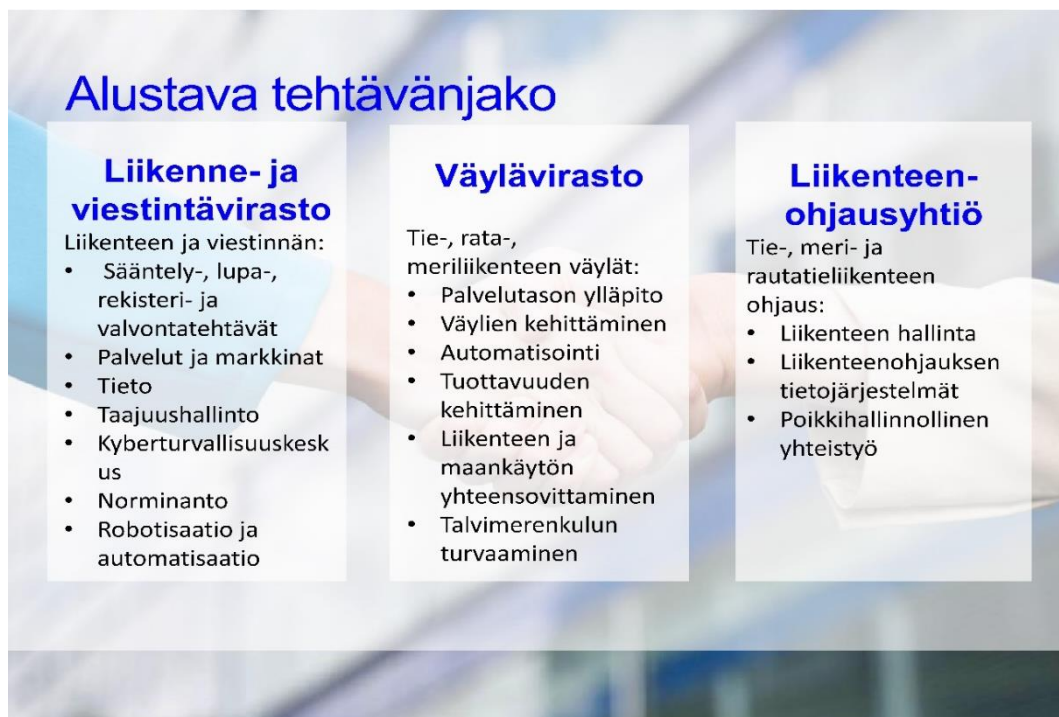 Alustava tehtävänjako
Liikenne- ja
viestintävirasto
Liikenteen ja viestinnän:
• Sääntely-, lupa-,
rekisteri- ja
valvontatehtävät
• Palvelut ja markkinat
• Tieto
• Taajuushallinto
• Kyberturvallisuuskesk
us
• Norminanto
• Robotisaatio ja
automatisaatio
Väylävirasto
Tie-, rata-,
meriliikenteen väylät:
• Palvelutason ylläpito
• Väylien kehittäminen
• Automatisointi
• Tuottavuuden
kehittäminen
• Liikenteen ja
maankäytön
yhteensovittaminen
• Talvimerenkulun
turvaaminen
Liikenteen-
ohjausyhtiö
Tie-, meri- ja
rautatieliikenteen
ohjaus:
• Liikenteen hallinta
• Liikenteenohjauksen
tietojärjestelmät
• Poikkihallinnollinen
yhteistyö